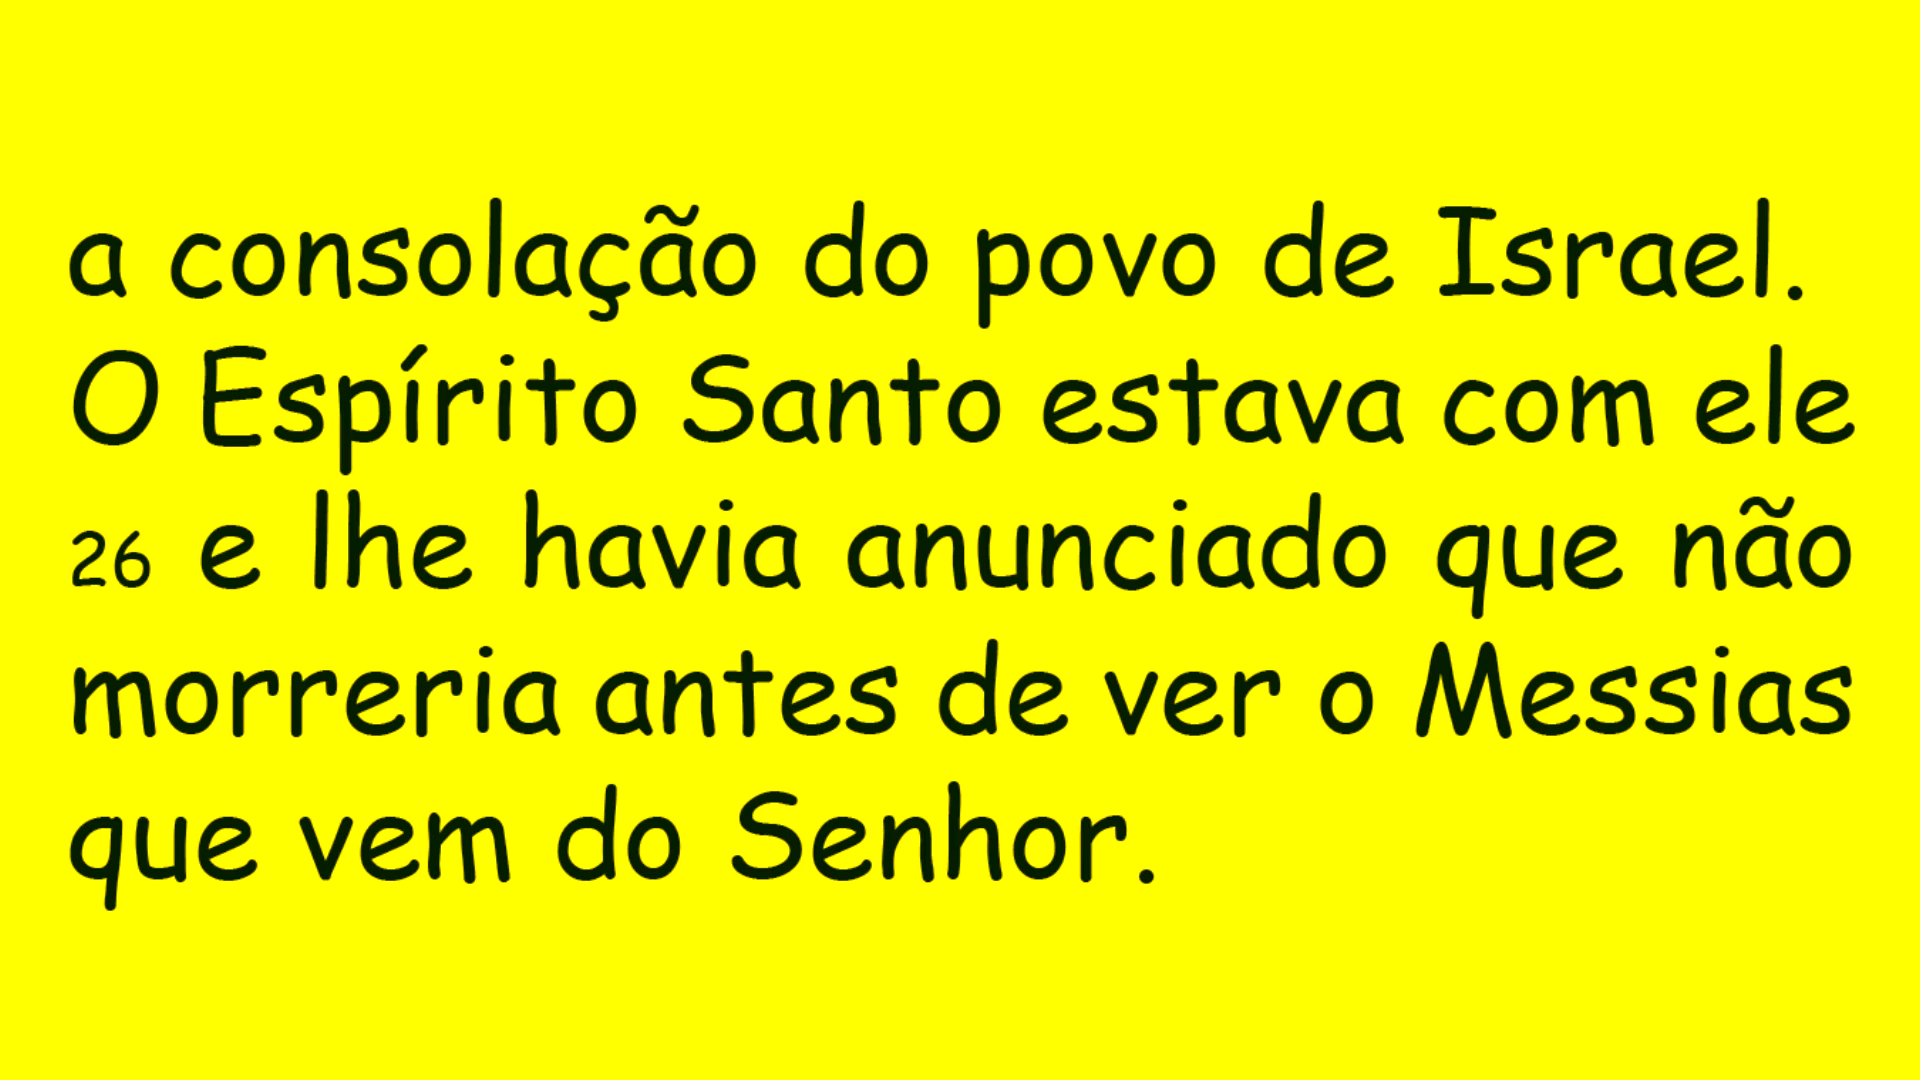 a consolação do povo de Israel.
O Espírito Santo estava com ele
26 e lhe havia anunciado que não
morreria antes de ver o Messias
que vem do Senhor.